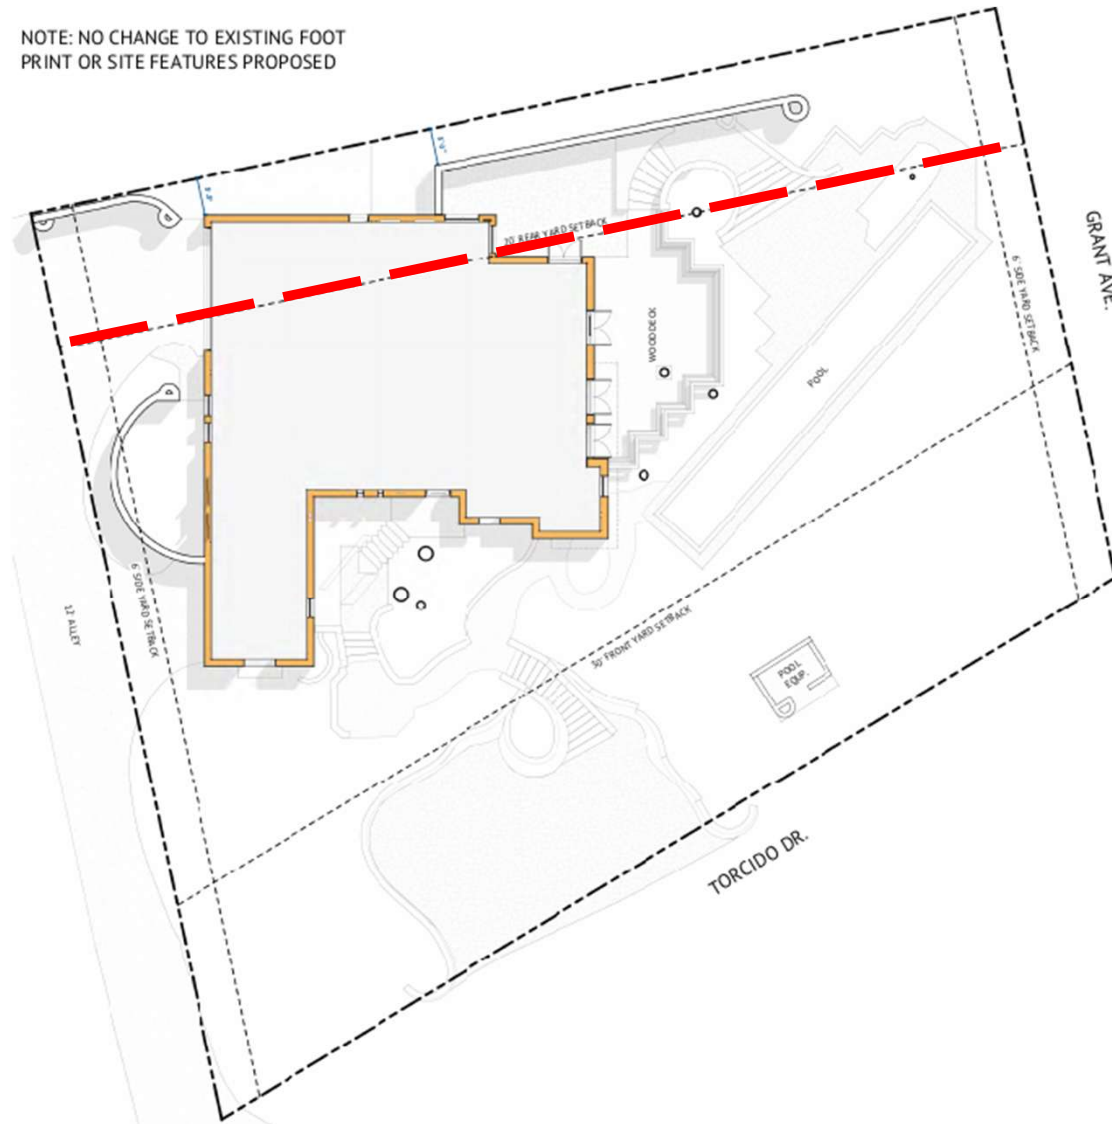 NOTE: NO CHANGE TO EXISTING FOOT
PRINT OR SITE FEATURES PROPOSED
20' REAR YARD SETBACK
GRANT AVE.
6' SIDE YARD SETBACK
WOOD DECK
POOL
6' SIDE YARD SETBACK
12' ALLEY
30' FRONT YARD SETBACK
POOL
EQUP.
TORCIDO DR.